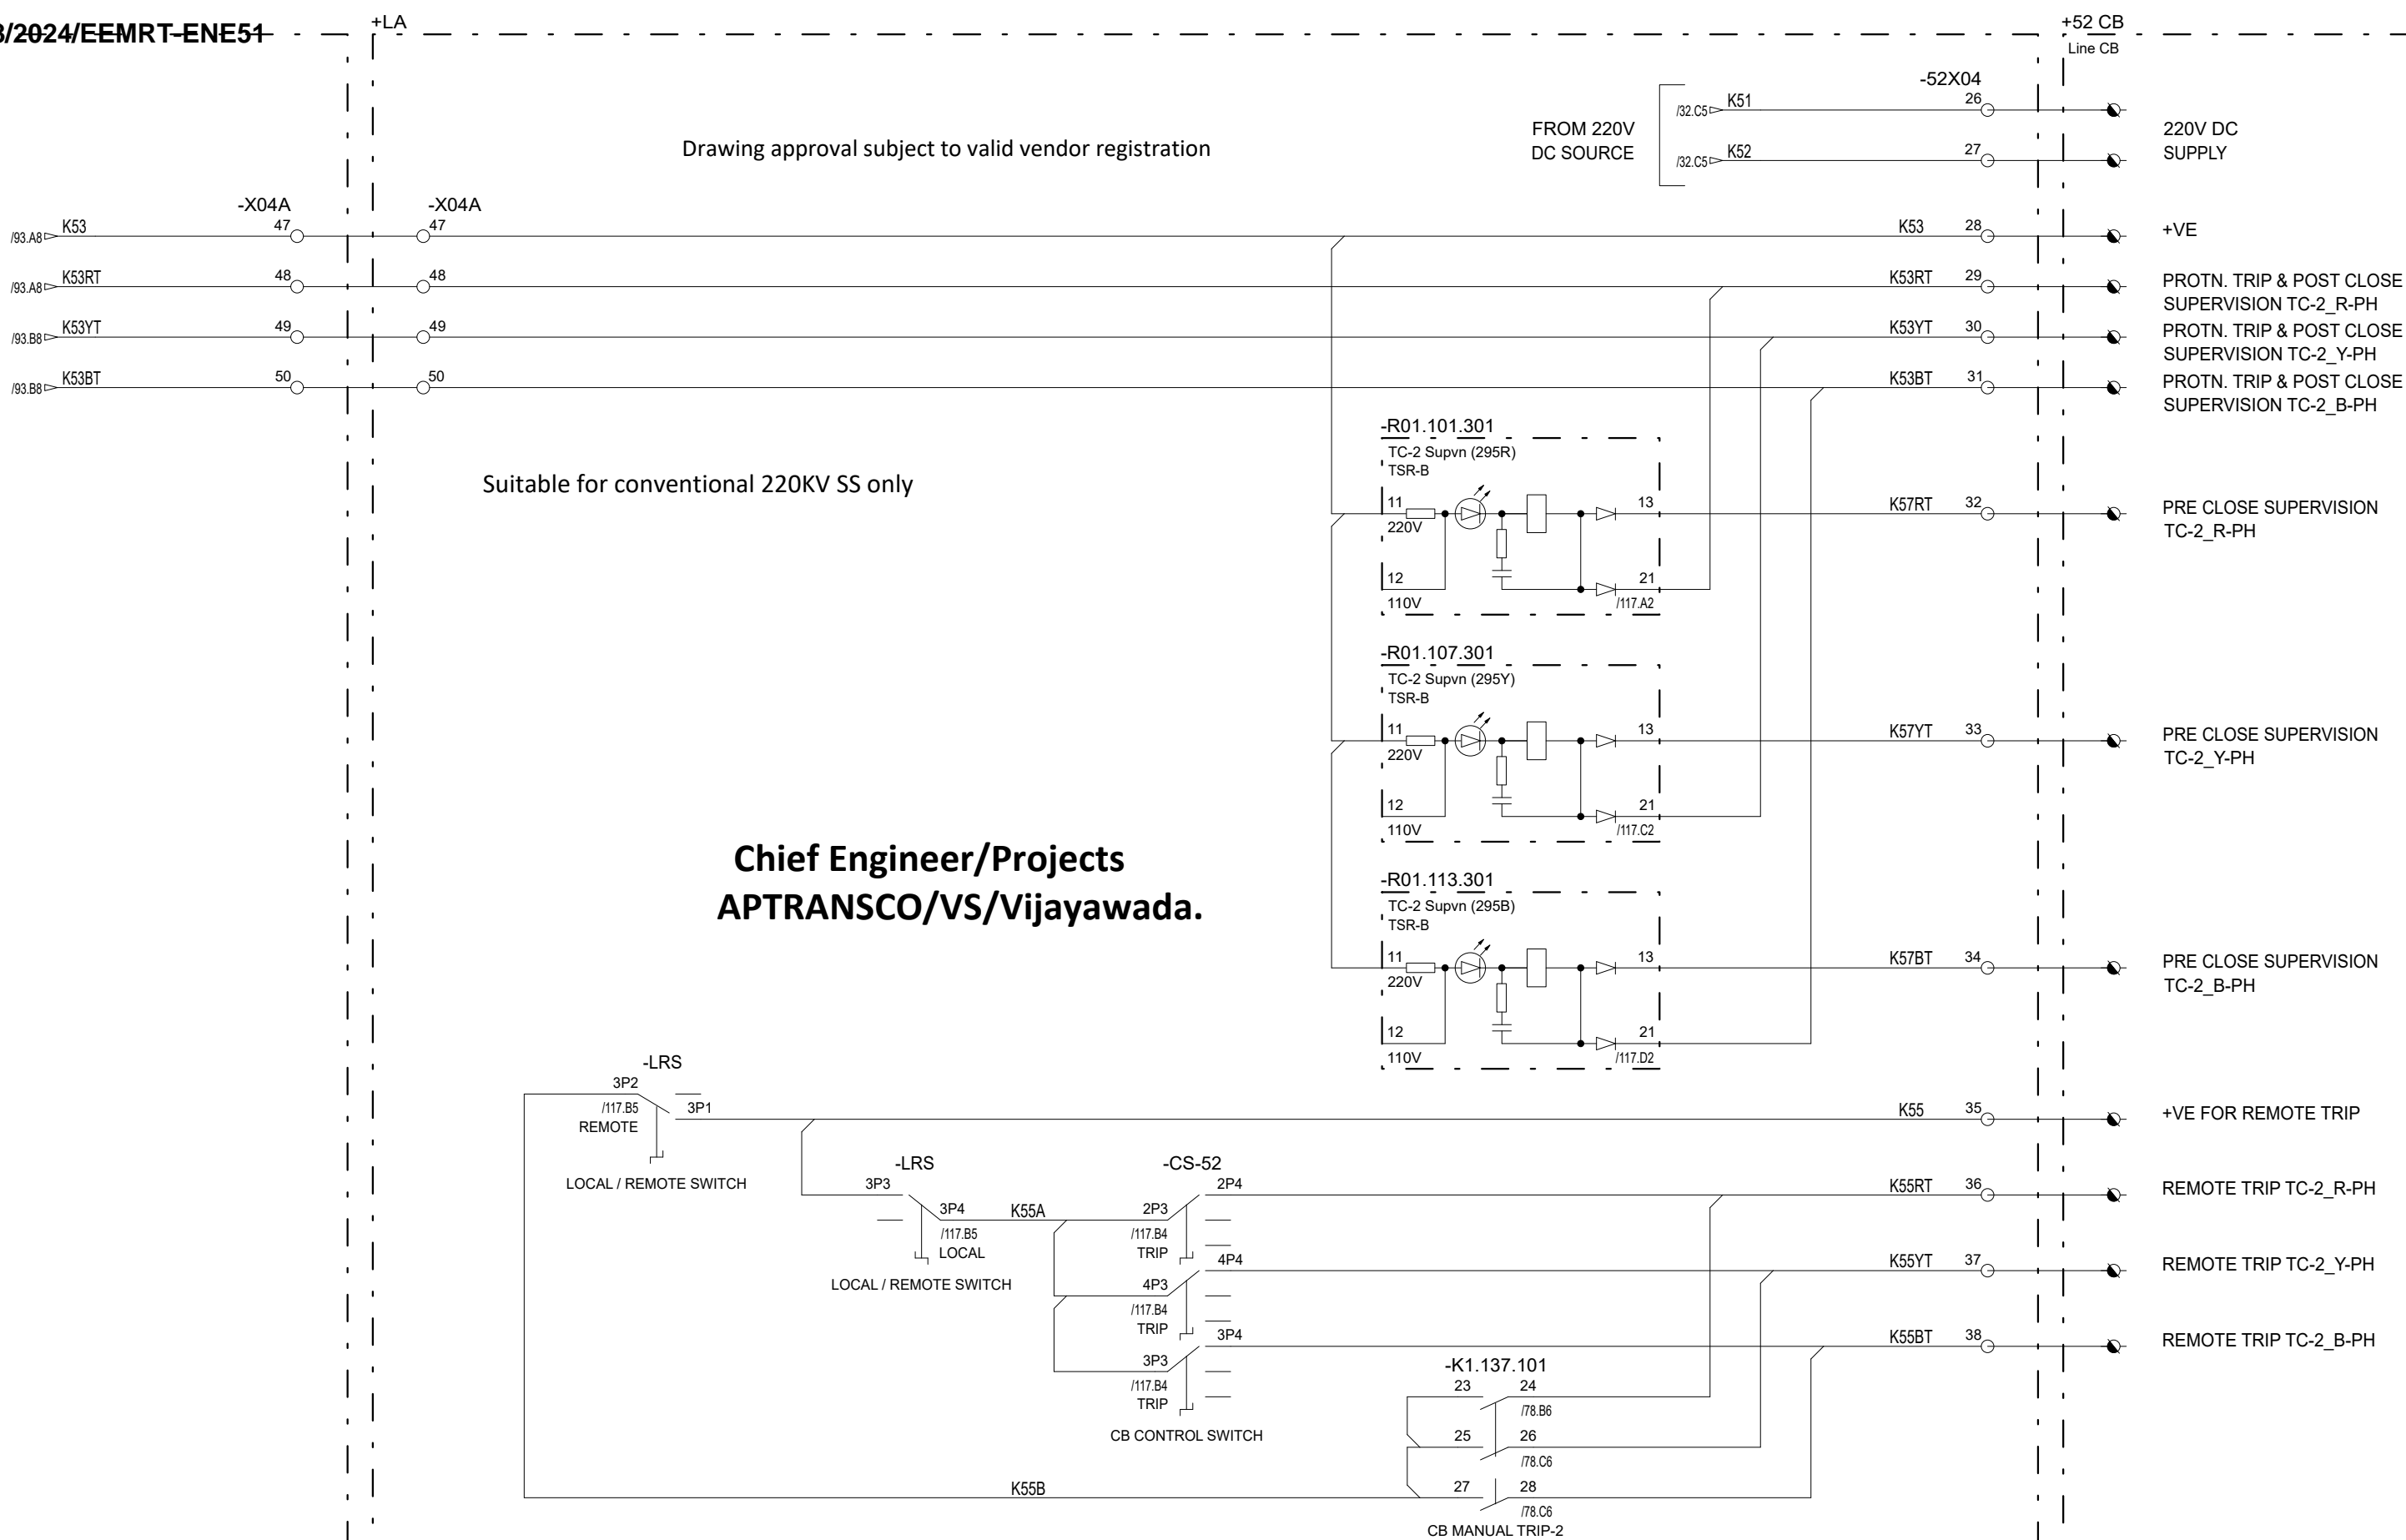 3/2024/EEMRT-ENE51
+LA
+52 CB
Line CB
-52X04
FROM 220V
DC SOURCE
/32.C5 K51 26
/32.C5 K52 27
220V DC
SUPPLY
Drawing approval subject to valid vendor registration
-X04A
-X04A
/93.A8 K53 47 47 K53 28 +VE
/93.A8 K53RT 48 48 K53RT 29 PROTN. TRIP & POST CLOSE
SUPERVISION TC-2_R-PH
/93.B8 K53YT 49 49 K53YT 30 PROTN. TRIP & POST CLOSE
SUPERVISION TC-2_Y-PH
/93.B8 K53BT 50 50 K53BT 31 PROTN. TRIP & POST CLOSE
SUPERVISION TC-2_B-PH
Suitable for conventional 220KV SS only
-R01.101.301
TC-2 Supvn (295R)
TSR-B
11 13 K57RT 32 PRE CLOSE SUPERVISION
220V TC-2_R-PH
12 21
110V /117.A2
-R01.107.301
TC-2 Supvn (295Y)
TSR-B
11 13 K57YT 33 PRE CLOSE SUPERVISION
220V TC-2_Y-PH
12 21
110V /117.C2
Chief Engineer/Projects
APTRANSCO/VS/Vijayawada.
-R01.113.301
TC-2 Supvn (295B)
TSR-B
11 13 K57BT 34 PRE CLOSE SUPERVISION
220V TC-2_B-PH
12 21
110V /117.D2
-LRS
3P2
/117.B5 3P1 K55 35 +VE FOR REMOTE TRIP
REMOTE
LOCAL / REMOTE SWITCH
-LRS -CS-52
3P3 2P4 K55RT 36 REMOTE TRIP TC-2_R-PH
3P4 K55A 2P3
/117.B5 /117.B4
LOCAL TRIP
4P4 K55YT 37 REMOTE TRIP TC-2_Y-PH
LOCAL / REMOTE SWITCH 4P3
/117.B4
TRIP
3P4 K55BT 38 REMOTE TRIP TC-2_B-PH
3P3
/117.B4
TRIP
CB CONTROL SWITCH
-K1.137.101
23 24
/78.B6
25 26
/78.C6
K55B 27 28
/78.C6
CB MANUAL TRIP-2